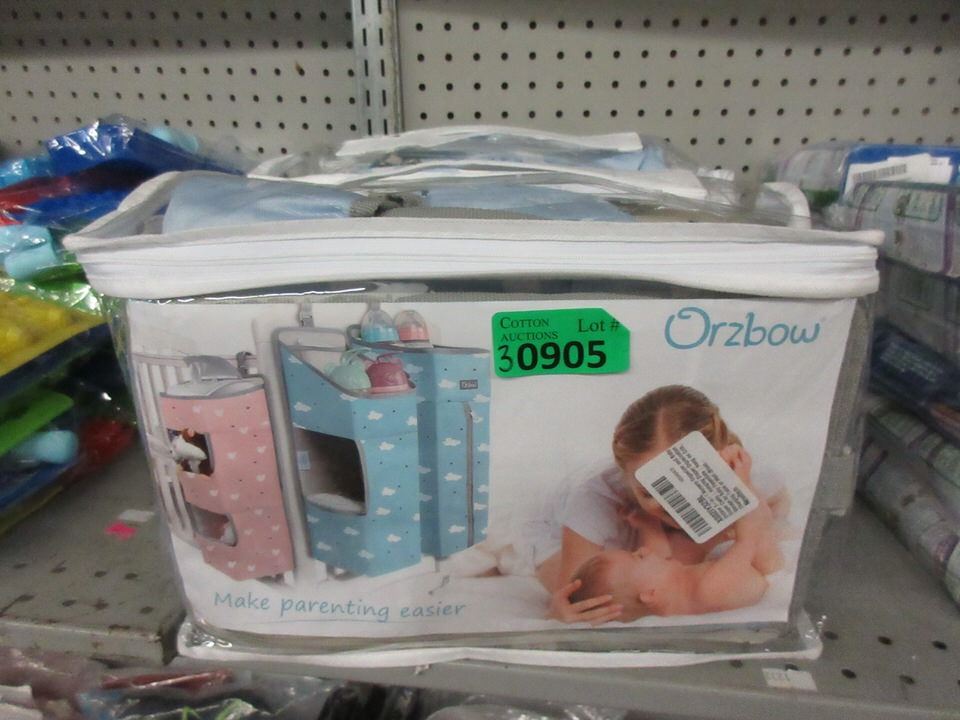 COTTON
AUCTIONS
Lot #
30905
Orzbow
Make parenting easier